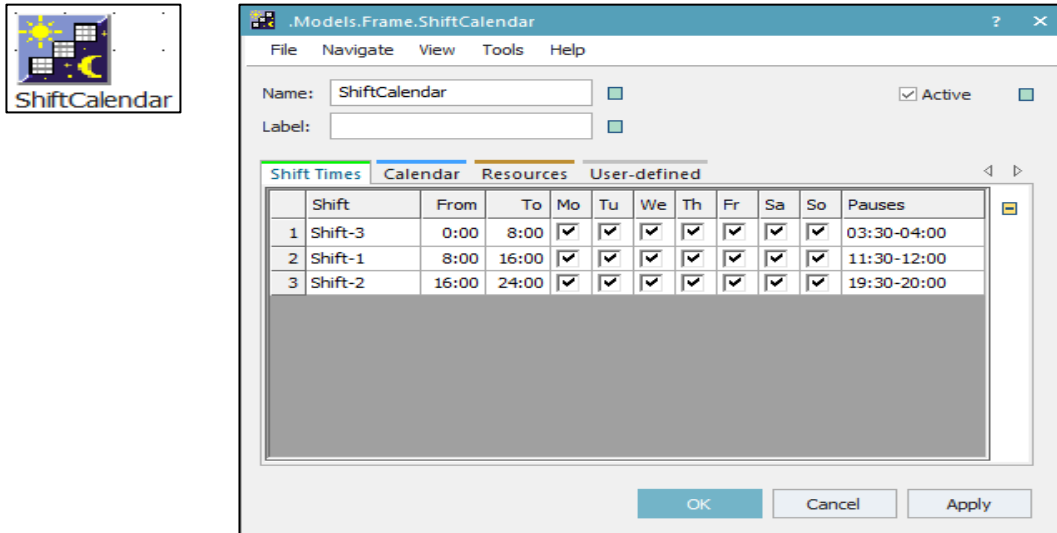 ShiftCalendar
.Models.Frame.ShiftCalendar ? ×
File Navigate View Tools Help
Name: ShiftCalendar Active
Label:
Shift Times Calendar Resources User-defined
Shift From To Mo Tu We Th Fr Sa So Pauses
1 Shift-3 0:00 8:00 03:30-04:00
2 Shift-1 8:00 16:00 11:30-12:00
3 Shift-2 16:00 24:00 19:30-20:00
OK Cancel Apply